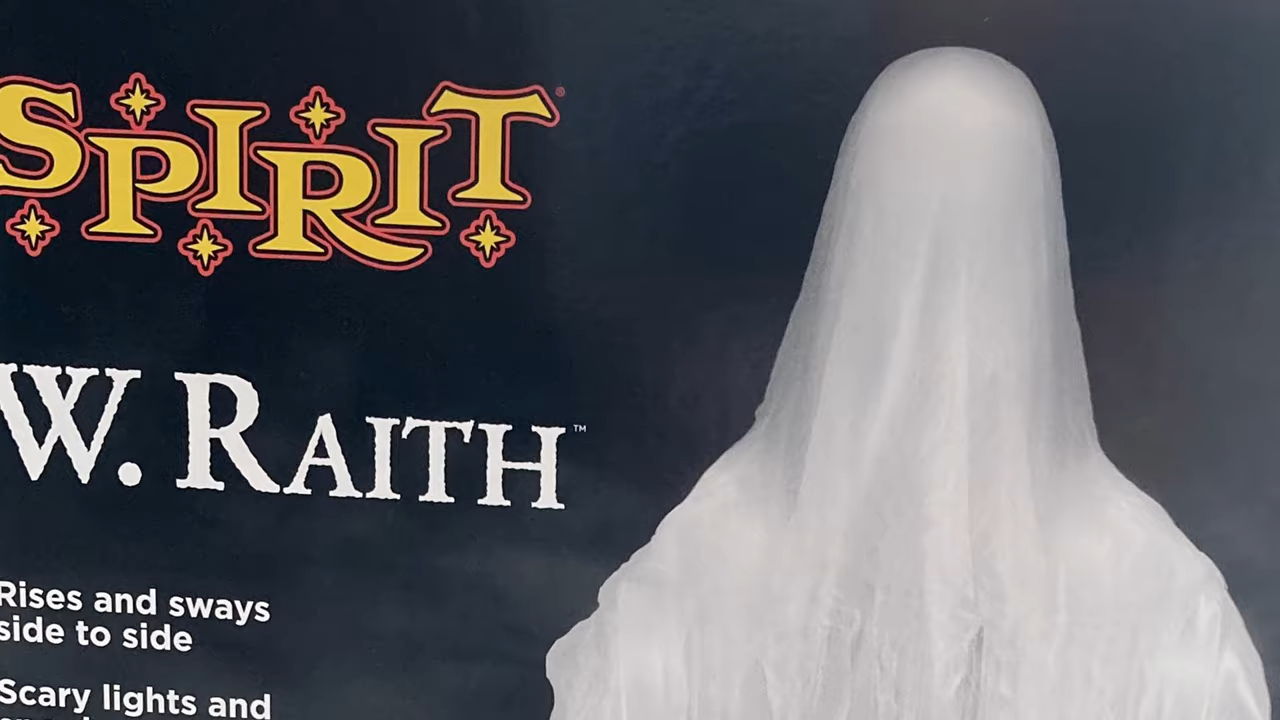 SPIRIT®
W. RAITH™
Rises and sways
side to side
Scary lights and